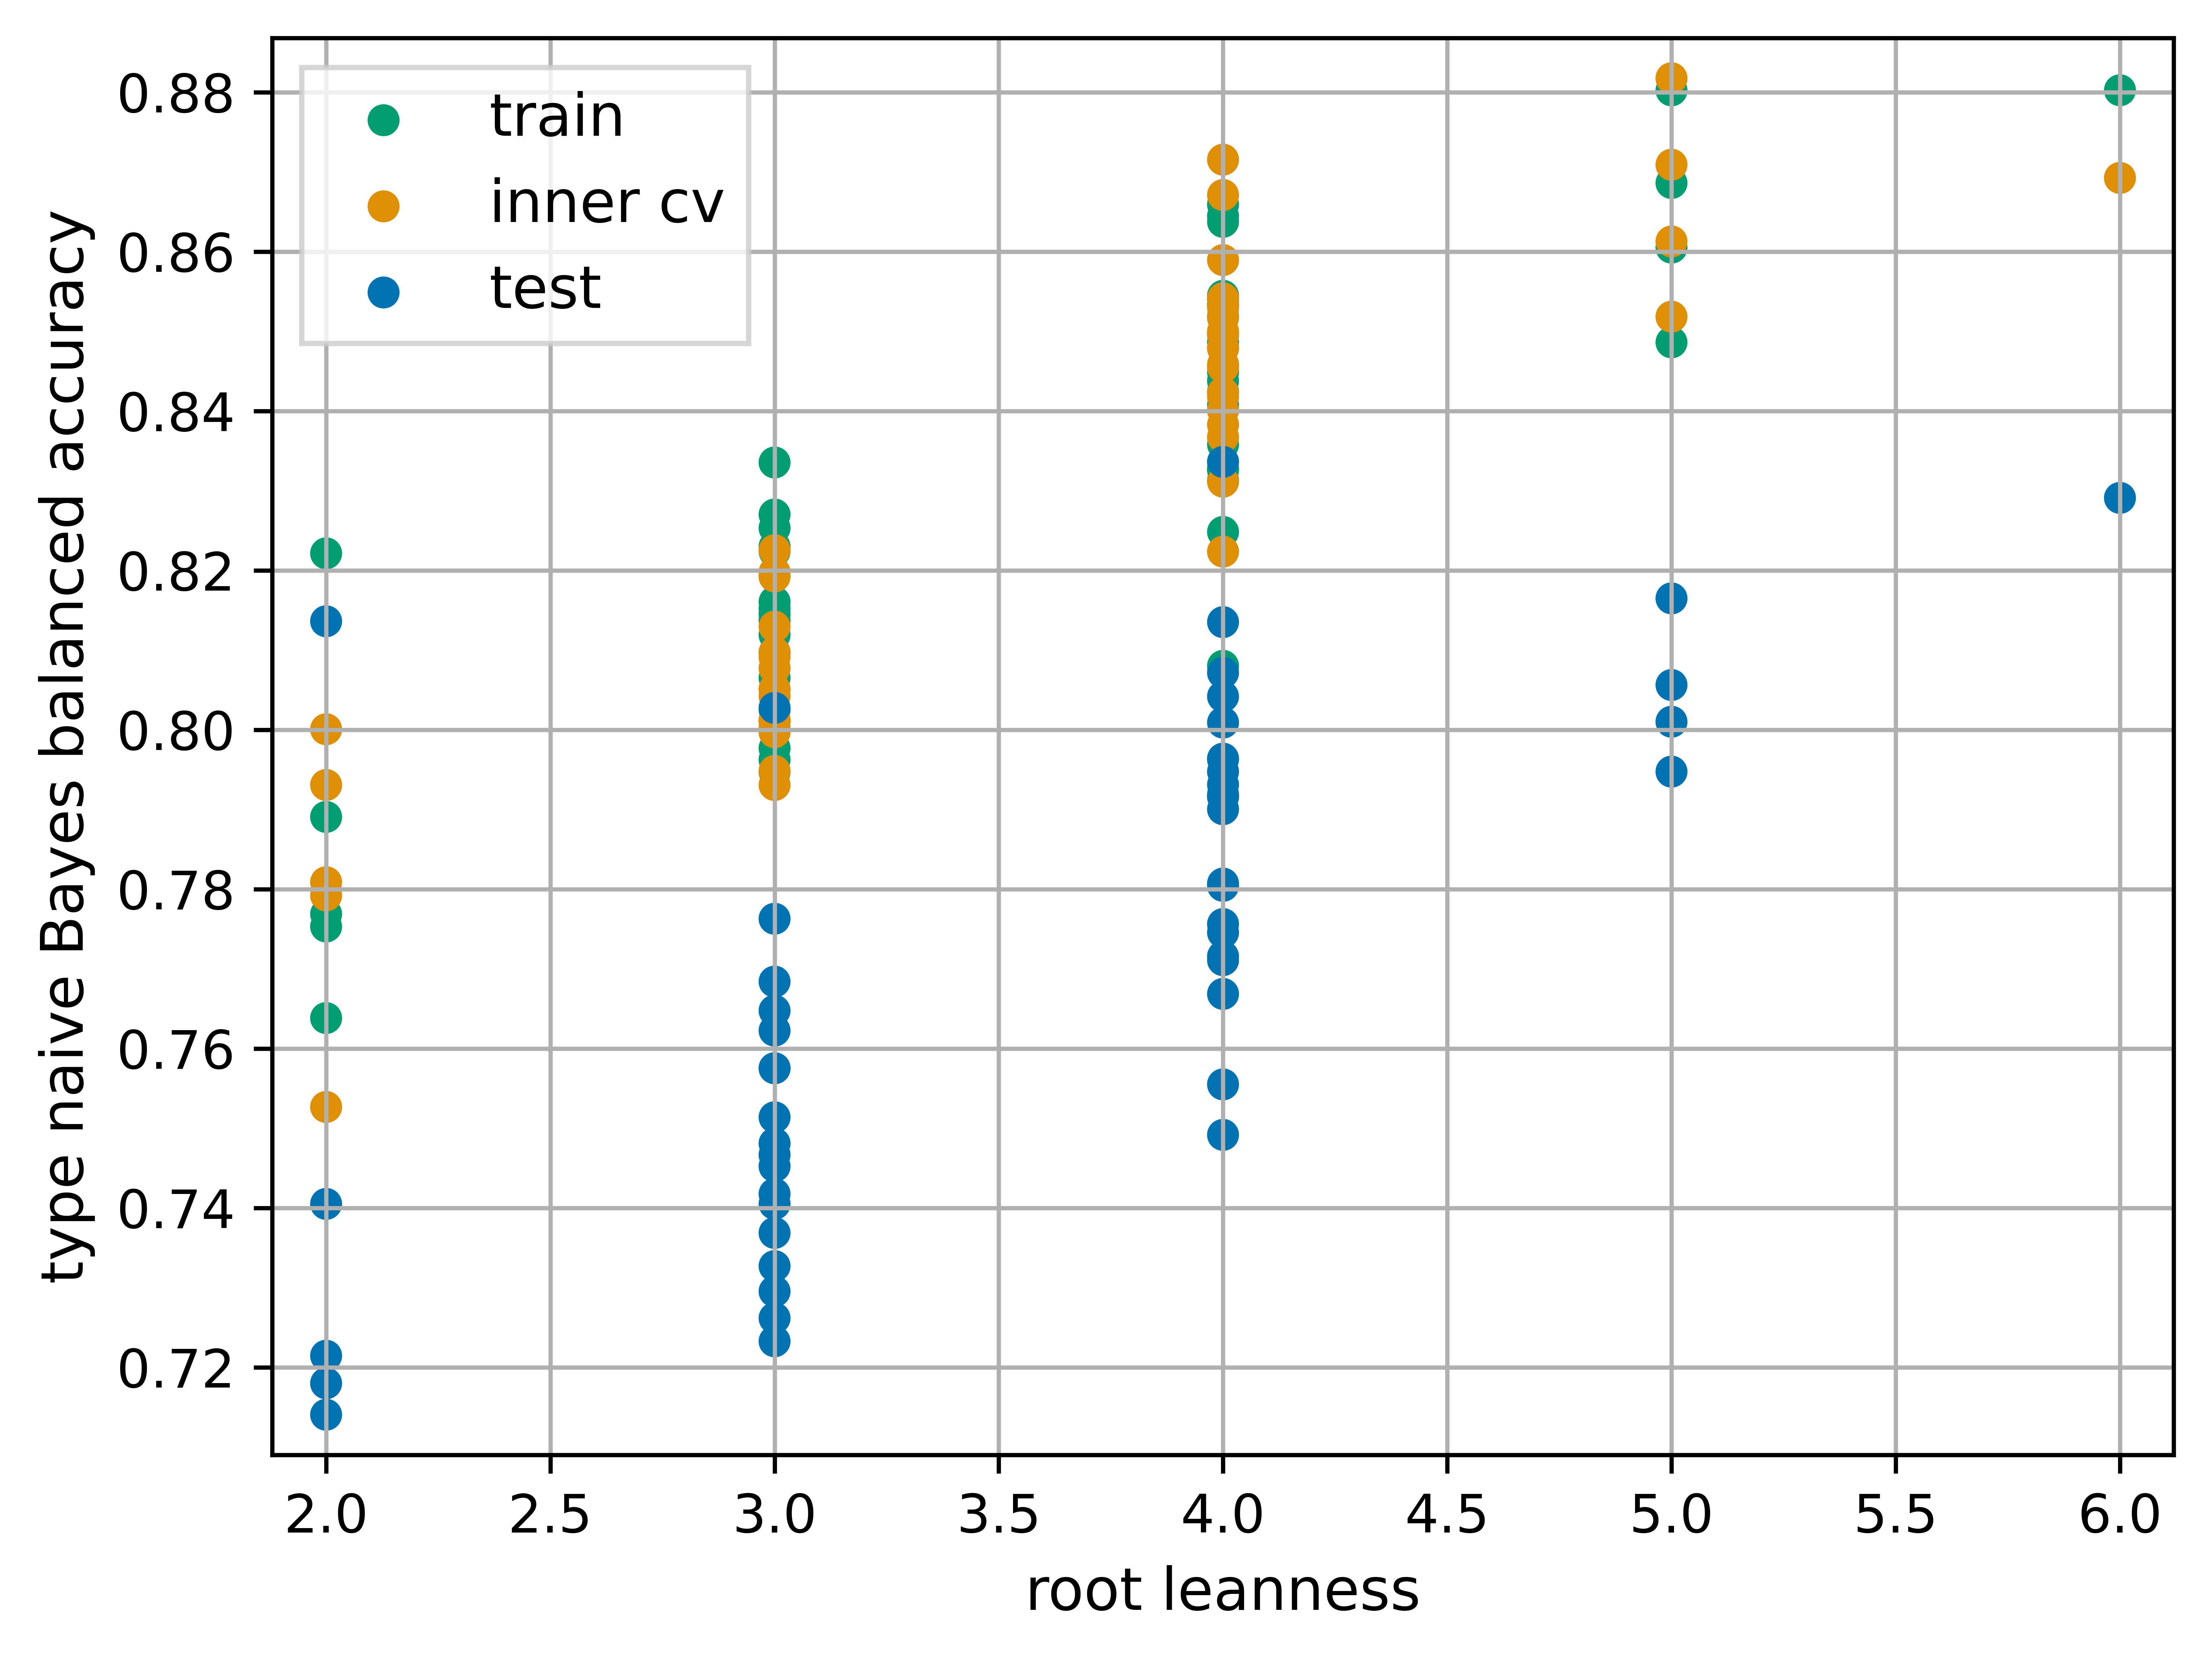 train
inner cv
test
type naive Bayes balanced accuracy
0.88
0.86
0.84
0.82
0.80
0.78
0.76
0.74
0.72
2.0 2.5 3.0 3.5 4.0 4.5 5.0 5.5 6.0
root leanness